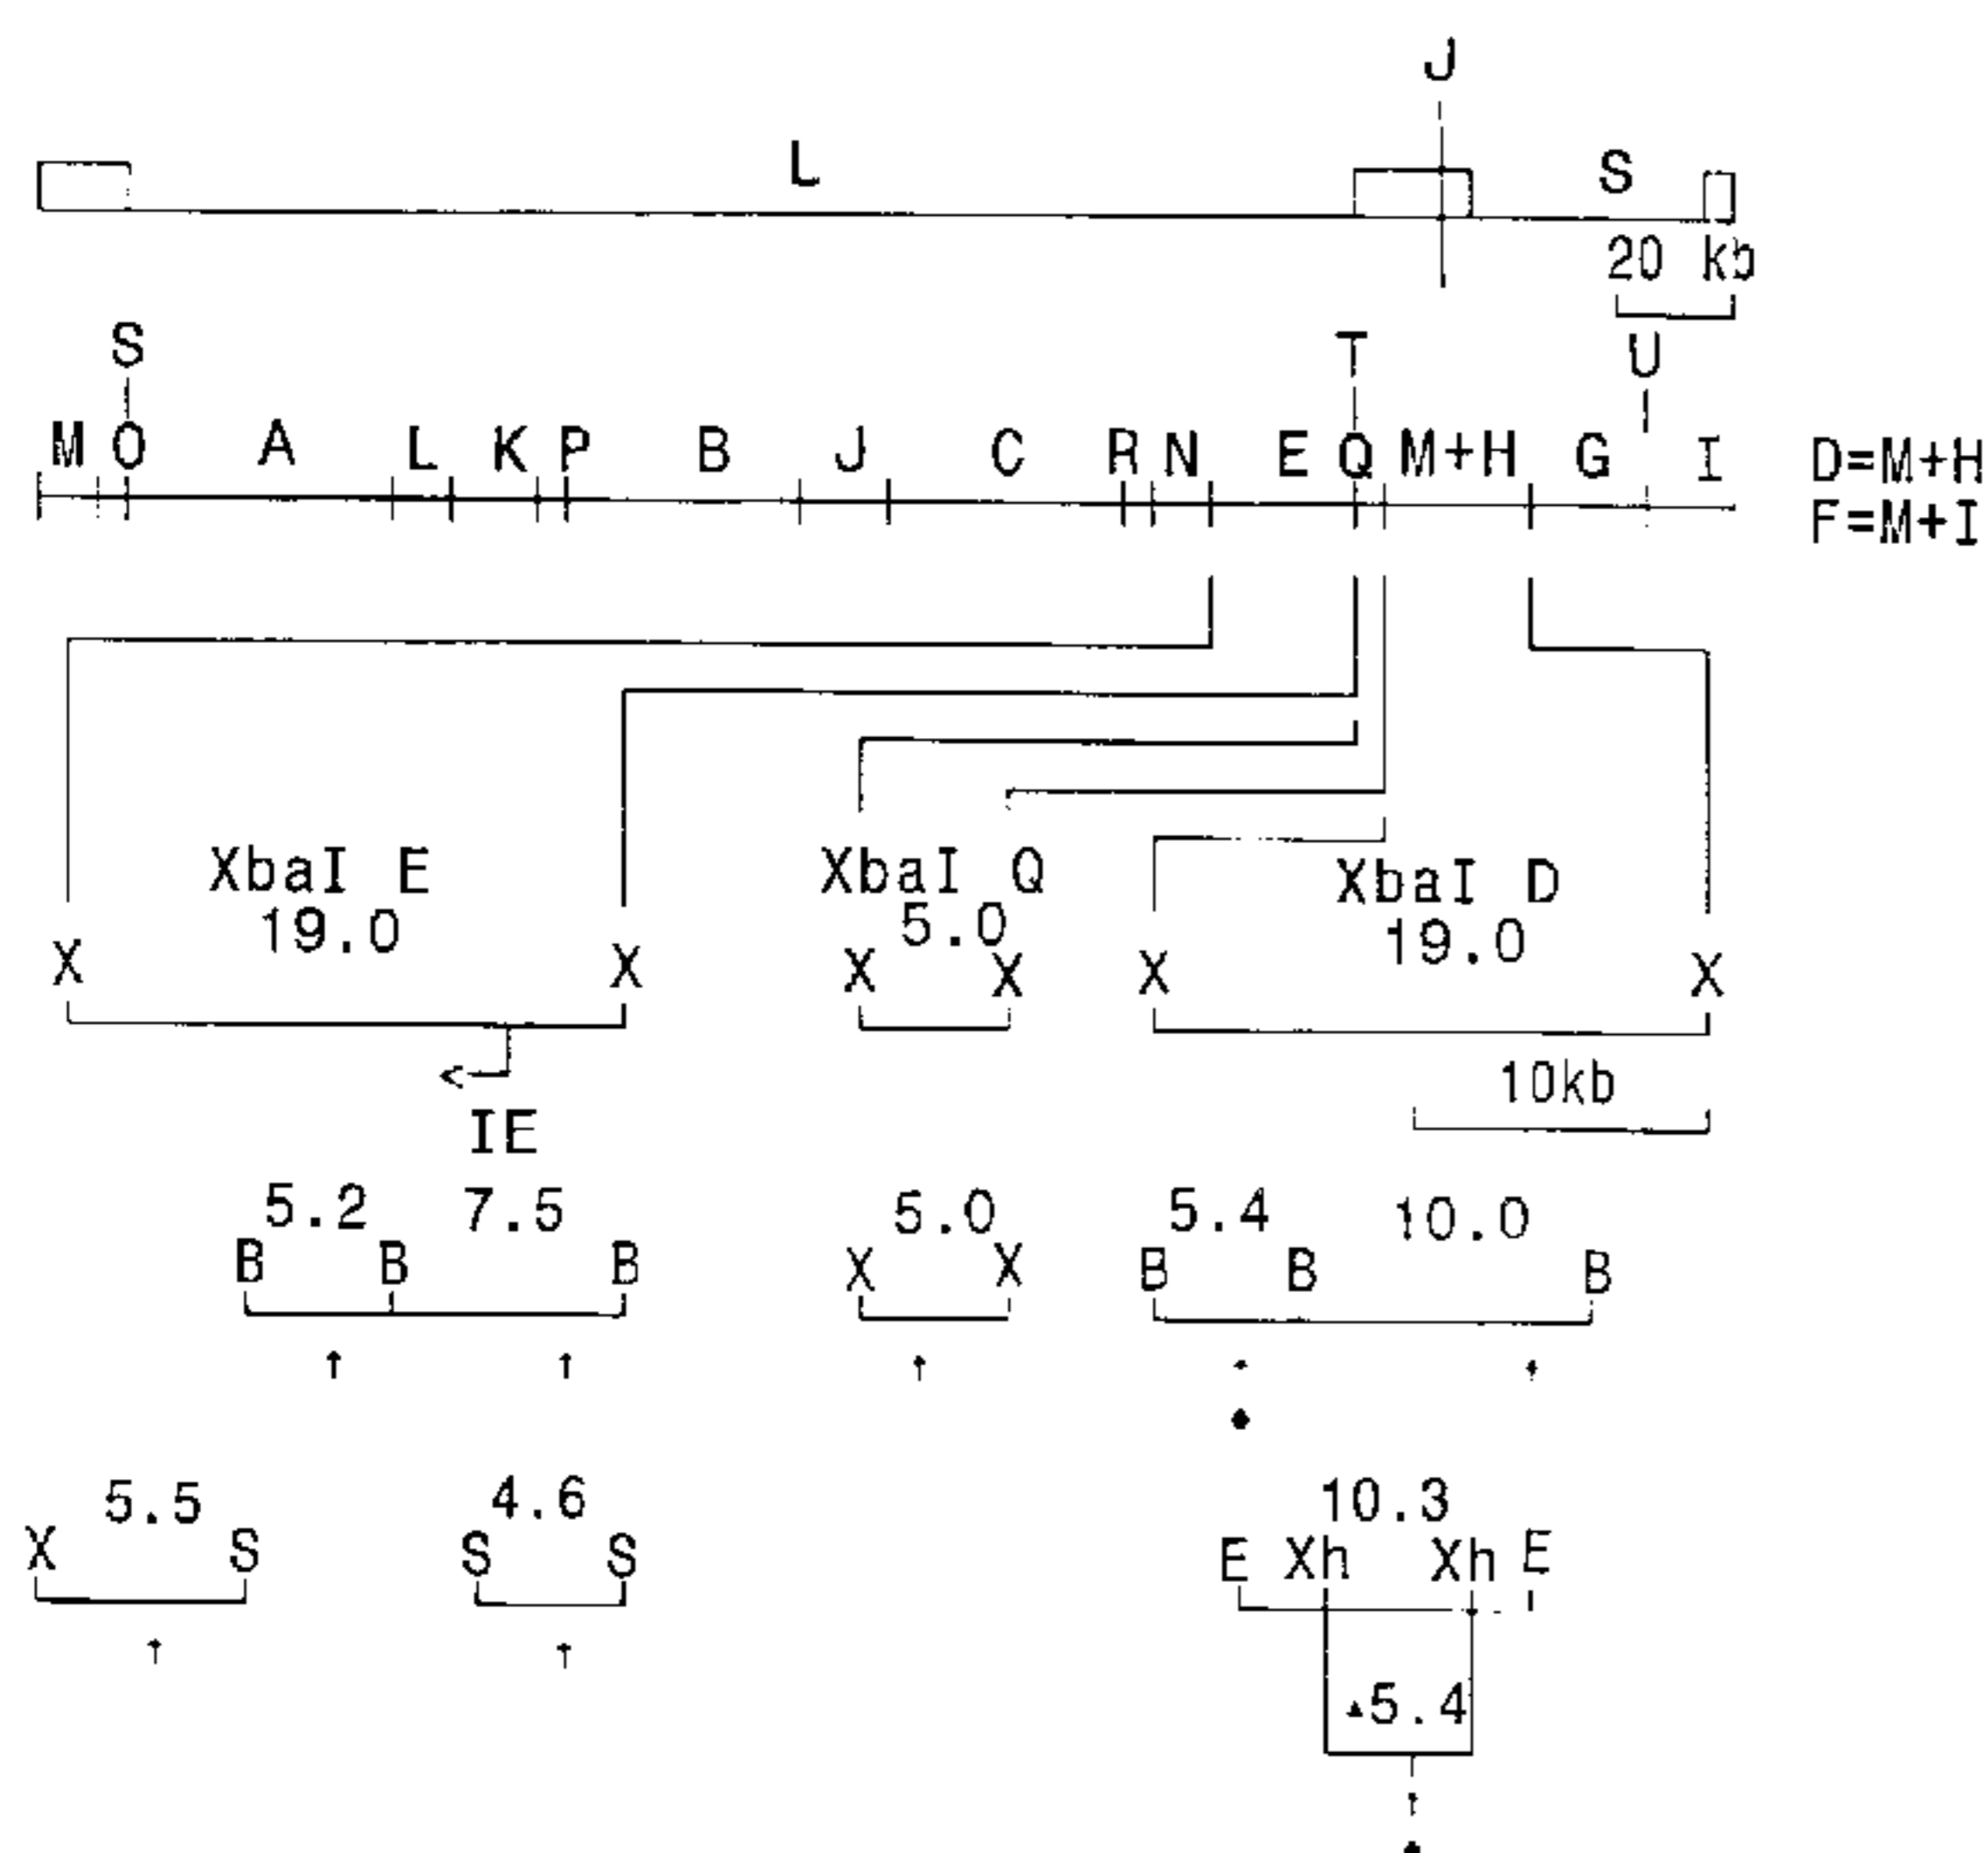 J
L S
20 kb
S T U
M O A L K P B J C R N E Q M+H G I D=M+H
F=M+I
XbaI E XbaI Q XbaI D
19.0 5.0 19.0
X X X X X X
10kb
IE
5.2 7.5 5.0 5.4 10.0
B B B X X B B B
5.5 4.6 10.3
X S S S E Xh Xh E
5.4